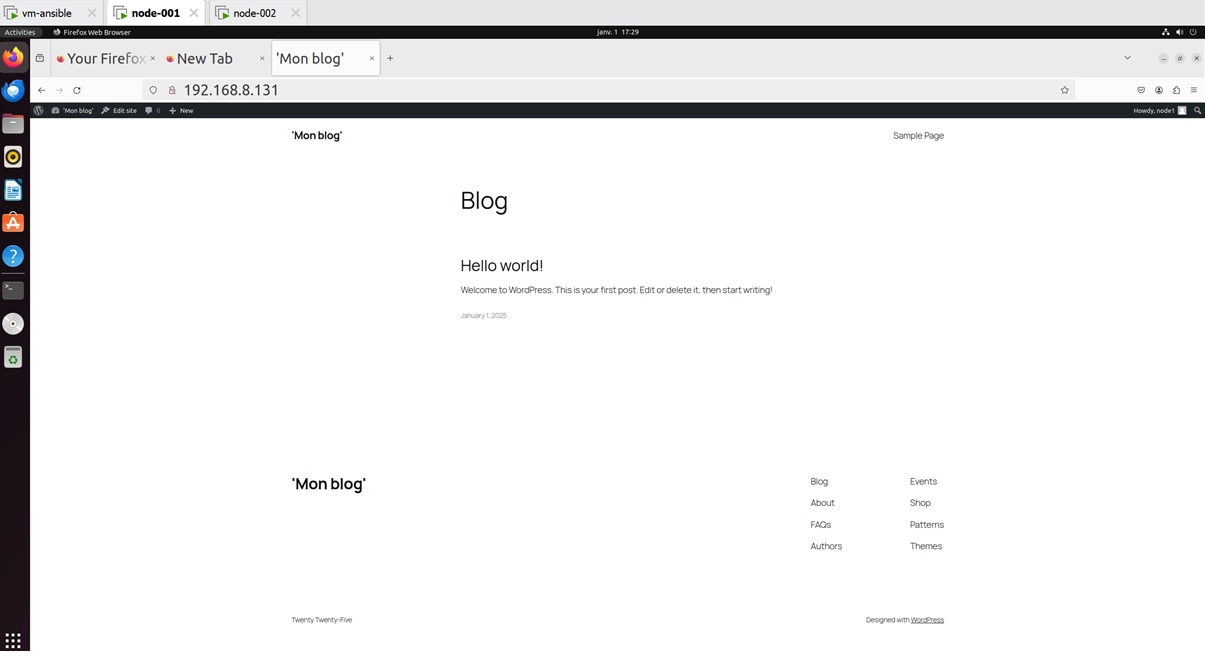 vm-ansible node-001 node-002
Activities Firefox Web Browser janv. 1 17:29
Your Firefox New Tab 'Mon blog'
192.168.8.131
'Mon blog' Edit site 0 New Howdy, node1
'Mon blog' Sample Page
Blog
Hello world!
Welcome to WordPress. This is your first post. Edit or delete it, then start writing!
January 1, 2025
'Mon blog'
Blog Events
About Shop
FAQs Patterns
Authors Themes
Twenty Twenty-Five Designed with WordPress